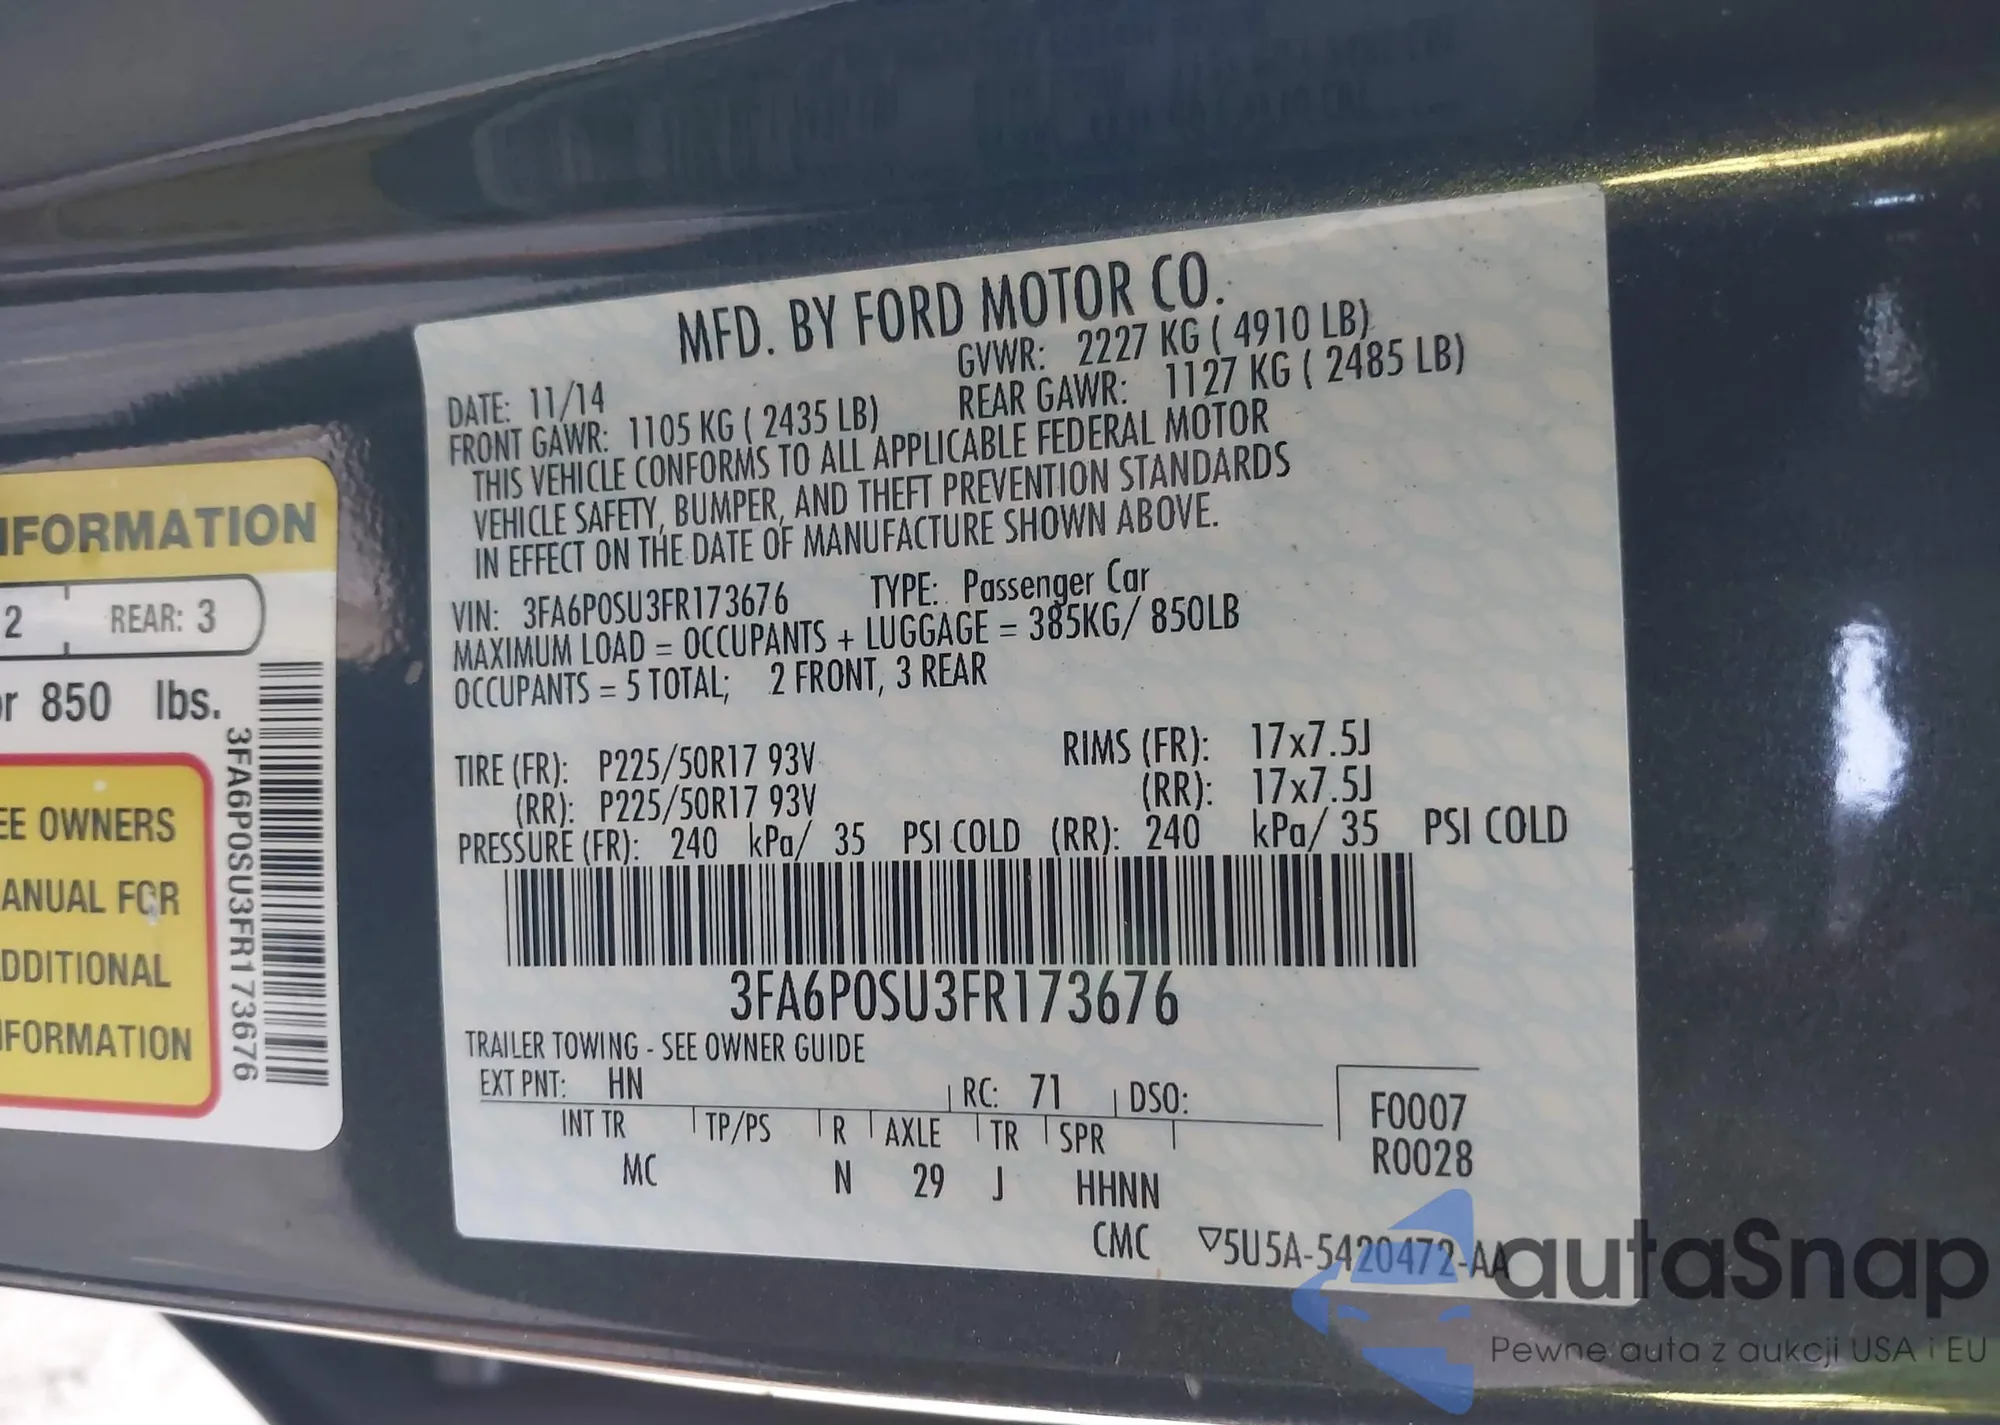 MFD. BY FORD MOTOR CO.
DATE: 11/14 GVWR: 2227 KG ( 4910 LB)
FRONT GAWR: 1105 KG ( 2435 LB) REAR GAWR: 1127 KG ( 2485 LB)
THIS VEHICLE CONFORMS TO ALL APPLICABLE FEDERAL MOTOR
VEHICLE SAFETY, BUMPER, AND THEFT PREVENTION STANDARDS
IN EFFECT ON THE DATE OF MANUFACTURE SHOWN ABOVE.
VIN: 3FA6P0SU3FR173676 TYPE: Passenger Car
MAXIMUM LOAD = OCCUPANTS + LUGGAGE = 385KG/ 850LB
OCCUPANTS = 5 TOTAL; 2 FRONT, 3 REAR
TIRE (FR): P225/50R17 93V RIMS (FR): 17x7.5J
(RR): P225/50R17 93V (RR): 17x7.5J
PRESSURE (FR): 240 kPa/ 35 PSI COLD (RR): 240 kPa/ 35 PSI COLD
3FA6P0SU3FR173676
TRAILER TOWING - SEE OWNER GUIDE
EXT PNT: HN RC: 71 DSO:
INT TR TP/PS R AXLE TR SPR
MC N 29 J HHNN
F0007
R0028
CMC ▽5U5A-5420472-AA
NFORMATION
2 REAR: 3
or 850 lbs.
EE OWNERS
ANUAL FOR
DDITIONAL
NFORMATION
3FA6P0SU3FR173676
autaSnap
Pewne auta z aukcji USA i EU